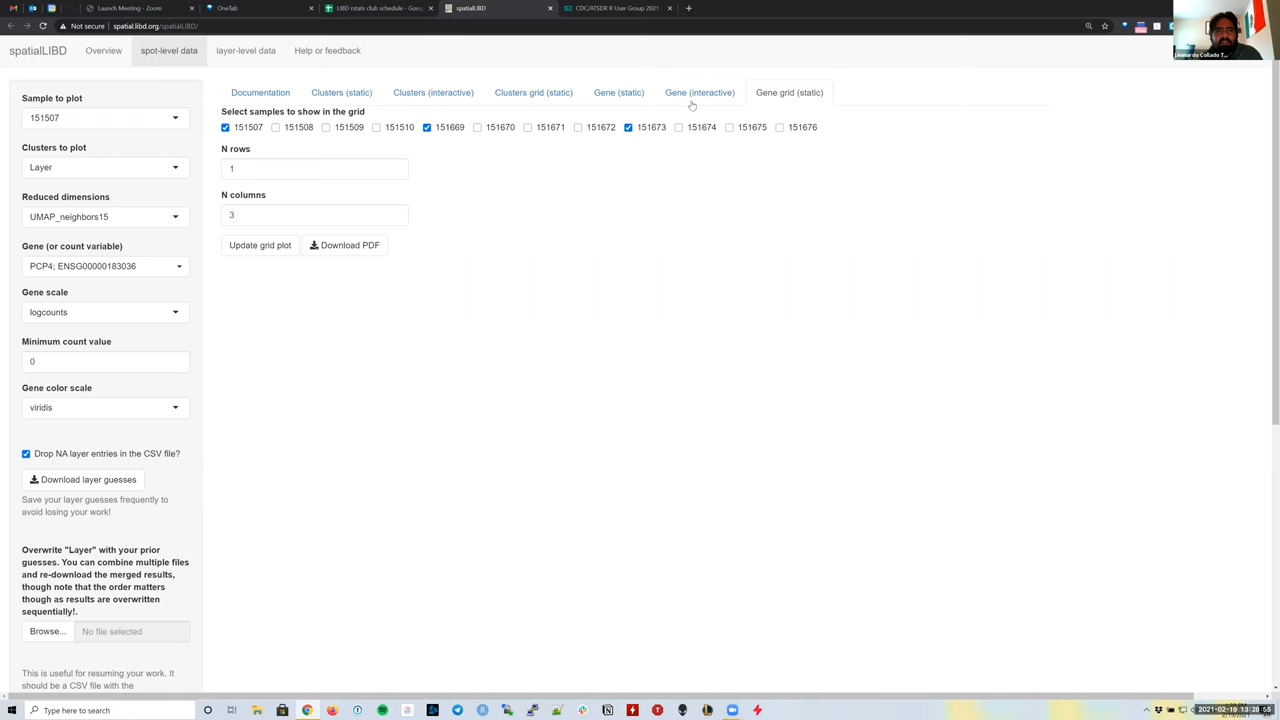 Launch Meeting - Zoom
OneTab
LIBD rstats club schedule - Goog
spatialLIBD
CDC/ATSDR R User Group 2021
Not secure | spatial.libd.org/spatialLIBD/
Leonardo Collado T...
spatialLIBD
Overview
spot-level data
layer-level data
Help or feedback
Sample to plot
151507
Clusters to plot
Layer
Reduced dimensions
UMAP_neighbors15
Gene (or count variable)
PCP4; ENSG00000183036
Gene scale
logcounts
Minimum count value
0
Gene color scale
viridis
Drop NA layer entries in the CSV file?
Download layer guesses
Save your layer guesses frequently to
avoid losing your work!
Overwrite "Layer" with your prior
guesses. You can combine multiple files
and re-download the merged results,
though note that the order matters
though as results are overwritten
sequentially!.
Browse... No file selected
This is useful for resuming your work. It
should be a CSV file with the
Documentation
Clusters (static)
Clusters (interactive)
Clusters grid (static)
Gene (static)
Gene (interactive)
Gene grid (static)
Select samples to show in the grid
151507 151508 151509 151510 151669 151670 151671 151672 151673 151674 151675 151676
N rows
1
N columns
3
Update grid plot
Download PDF
Type here to search
2021-02-19 13:28:55